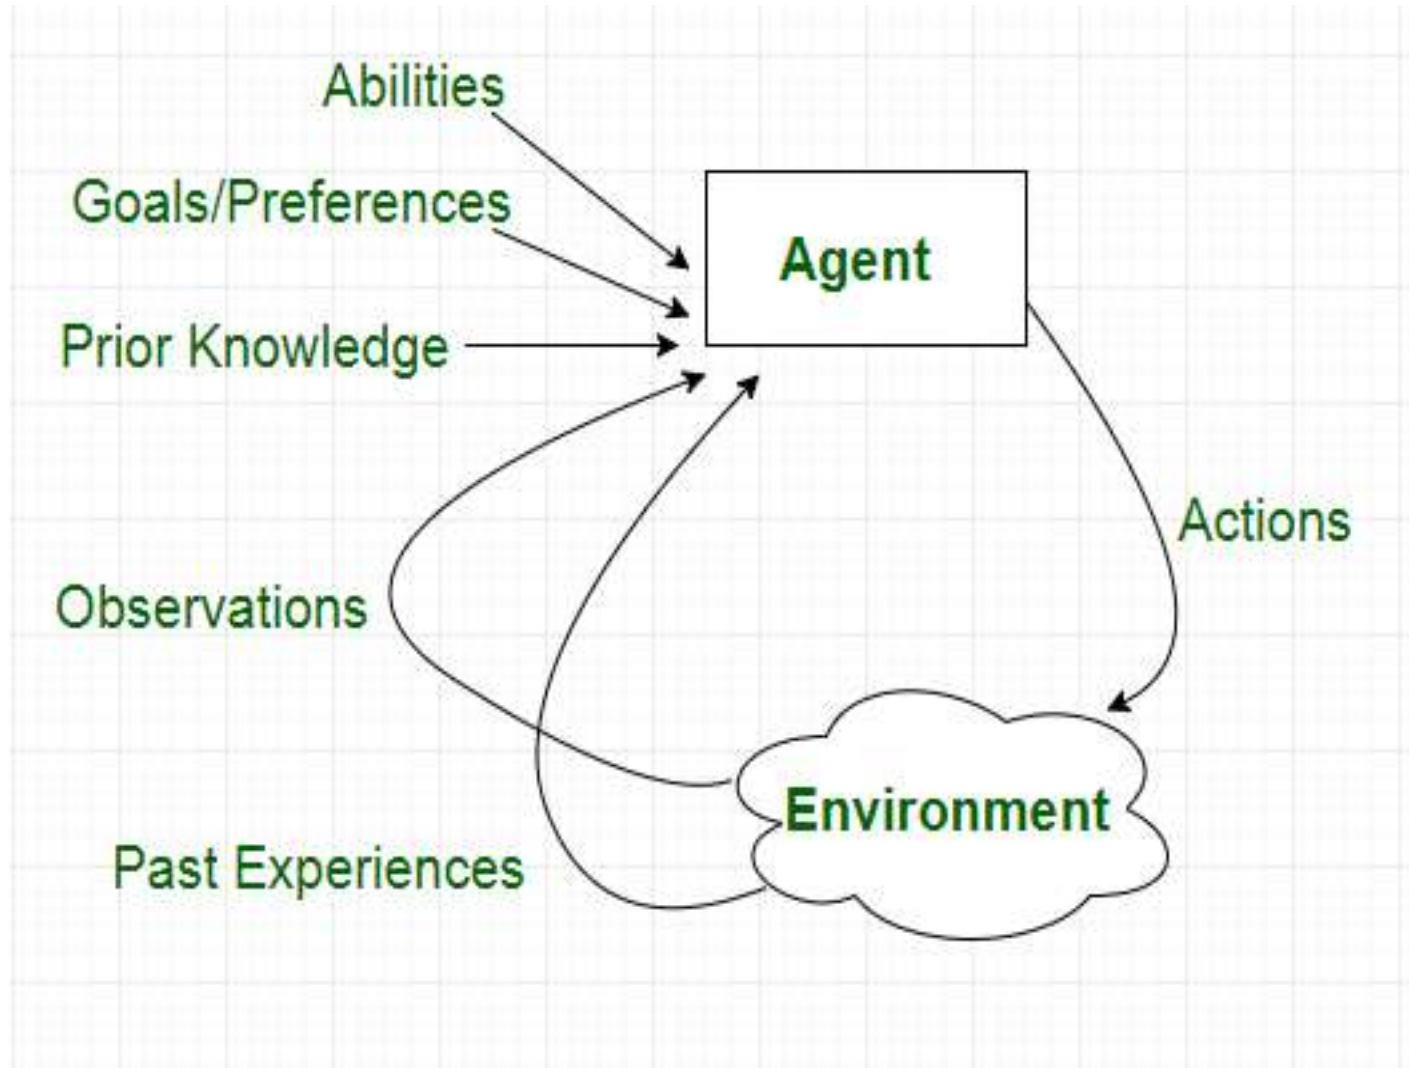 Abilities
Goals/Preferences
Agent
Prior Knowledge
Actions
Observations
Environment
Past Experiences